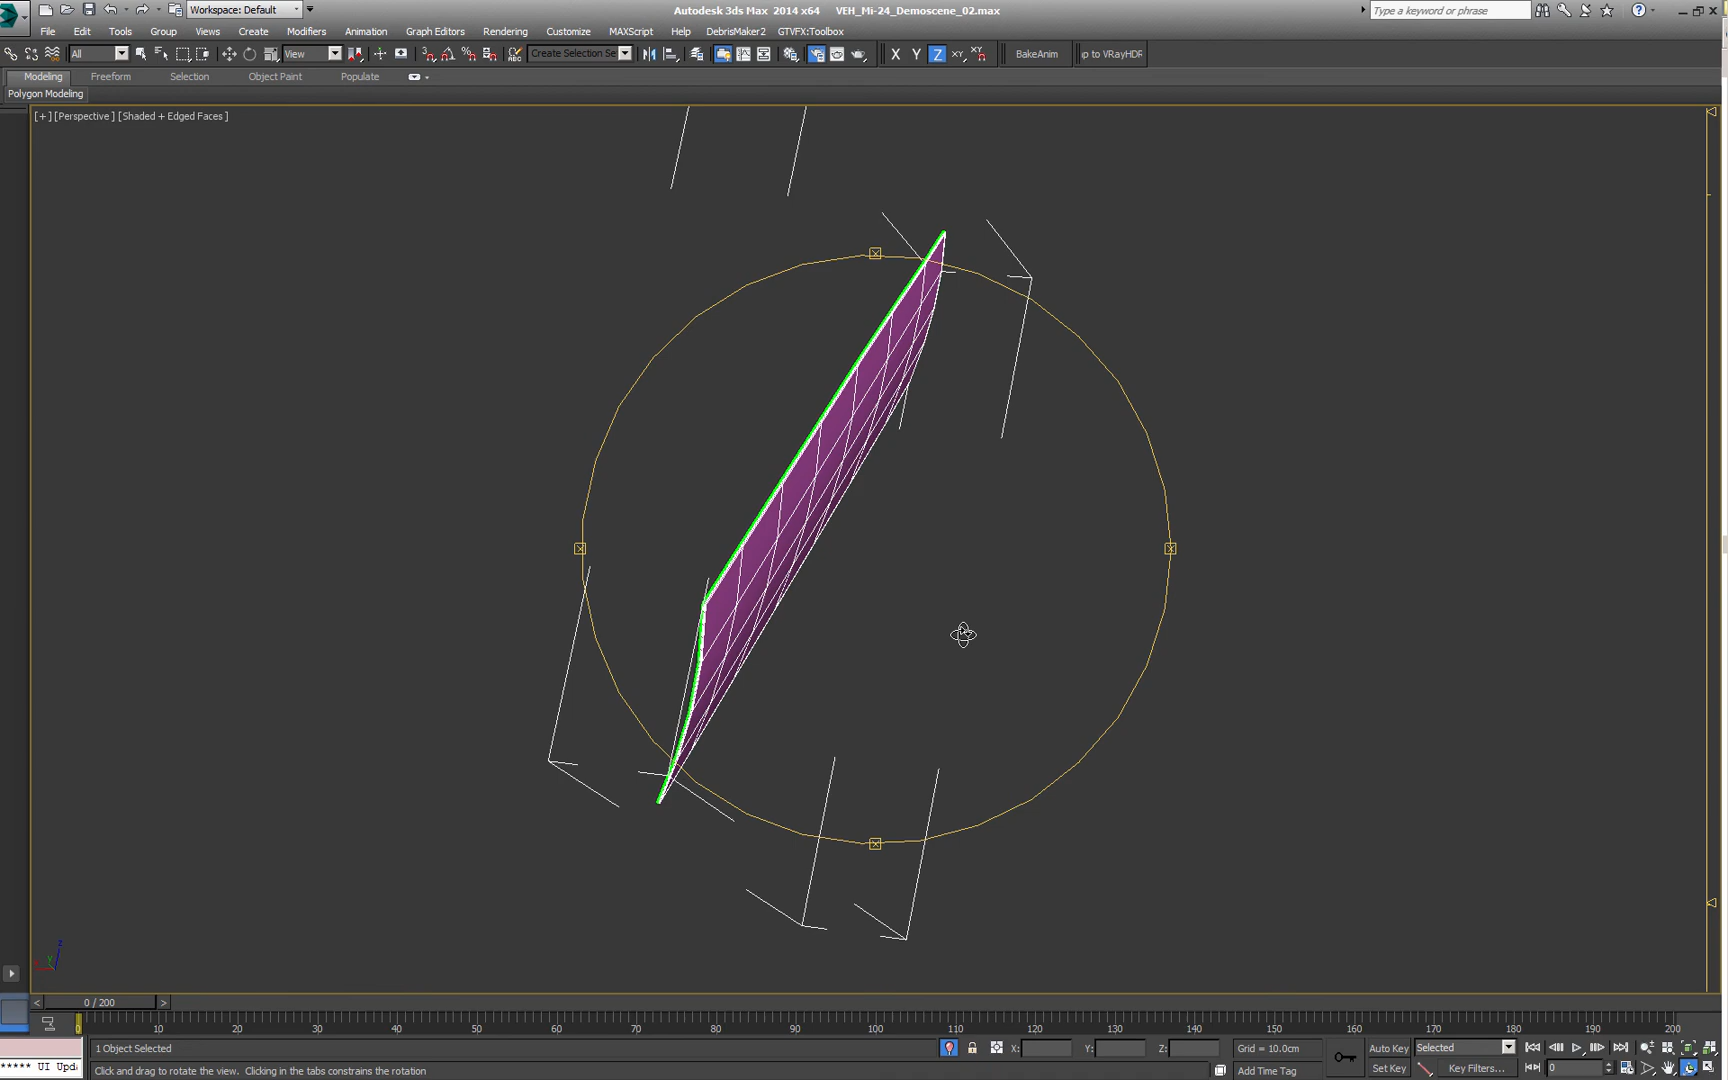 Autodesk 3ds Max 2014 x64    VEH_Mi-24_Demoscene_02.max
Workspace: Default
Type a keyword or phrase
File Edit Tools Group Views Create Modifiers Animation Graph Editors Rendering Customize MAXScript Help DebrisMaker2 GTVFX:Toolbox
All View Create Selection Se X Y Z XY XY BakeAnim p to VRayHDR
Modeling Freeform Selection Object Paint Populate
Polygon Modeling
[+] [Perspective ] [Shaded + Edged Faces ]
z
y
< 0 / 200 >
0 10 20 30 40 50 60 70 80 90 100 110 120 130 140 150 160 170 180 190 200
1 Object Selected X: Y: Z: Grid = 10.0cm Auto Key Selected
***** UI Upda Click and drag to rotate the view. Clicking in the tabs constrains the rotation Add Time Tag Set Key Key Filters... 0